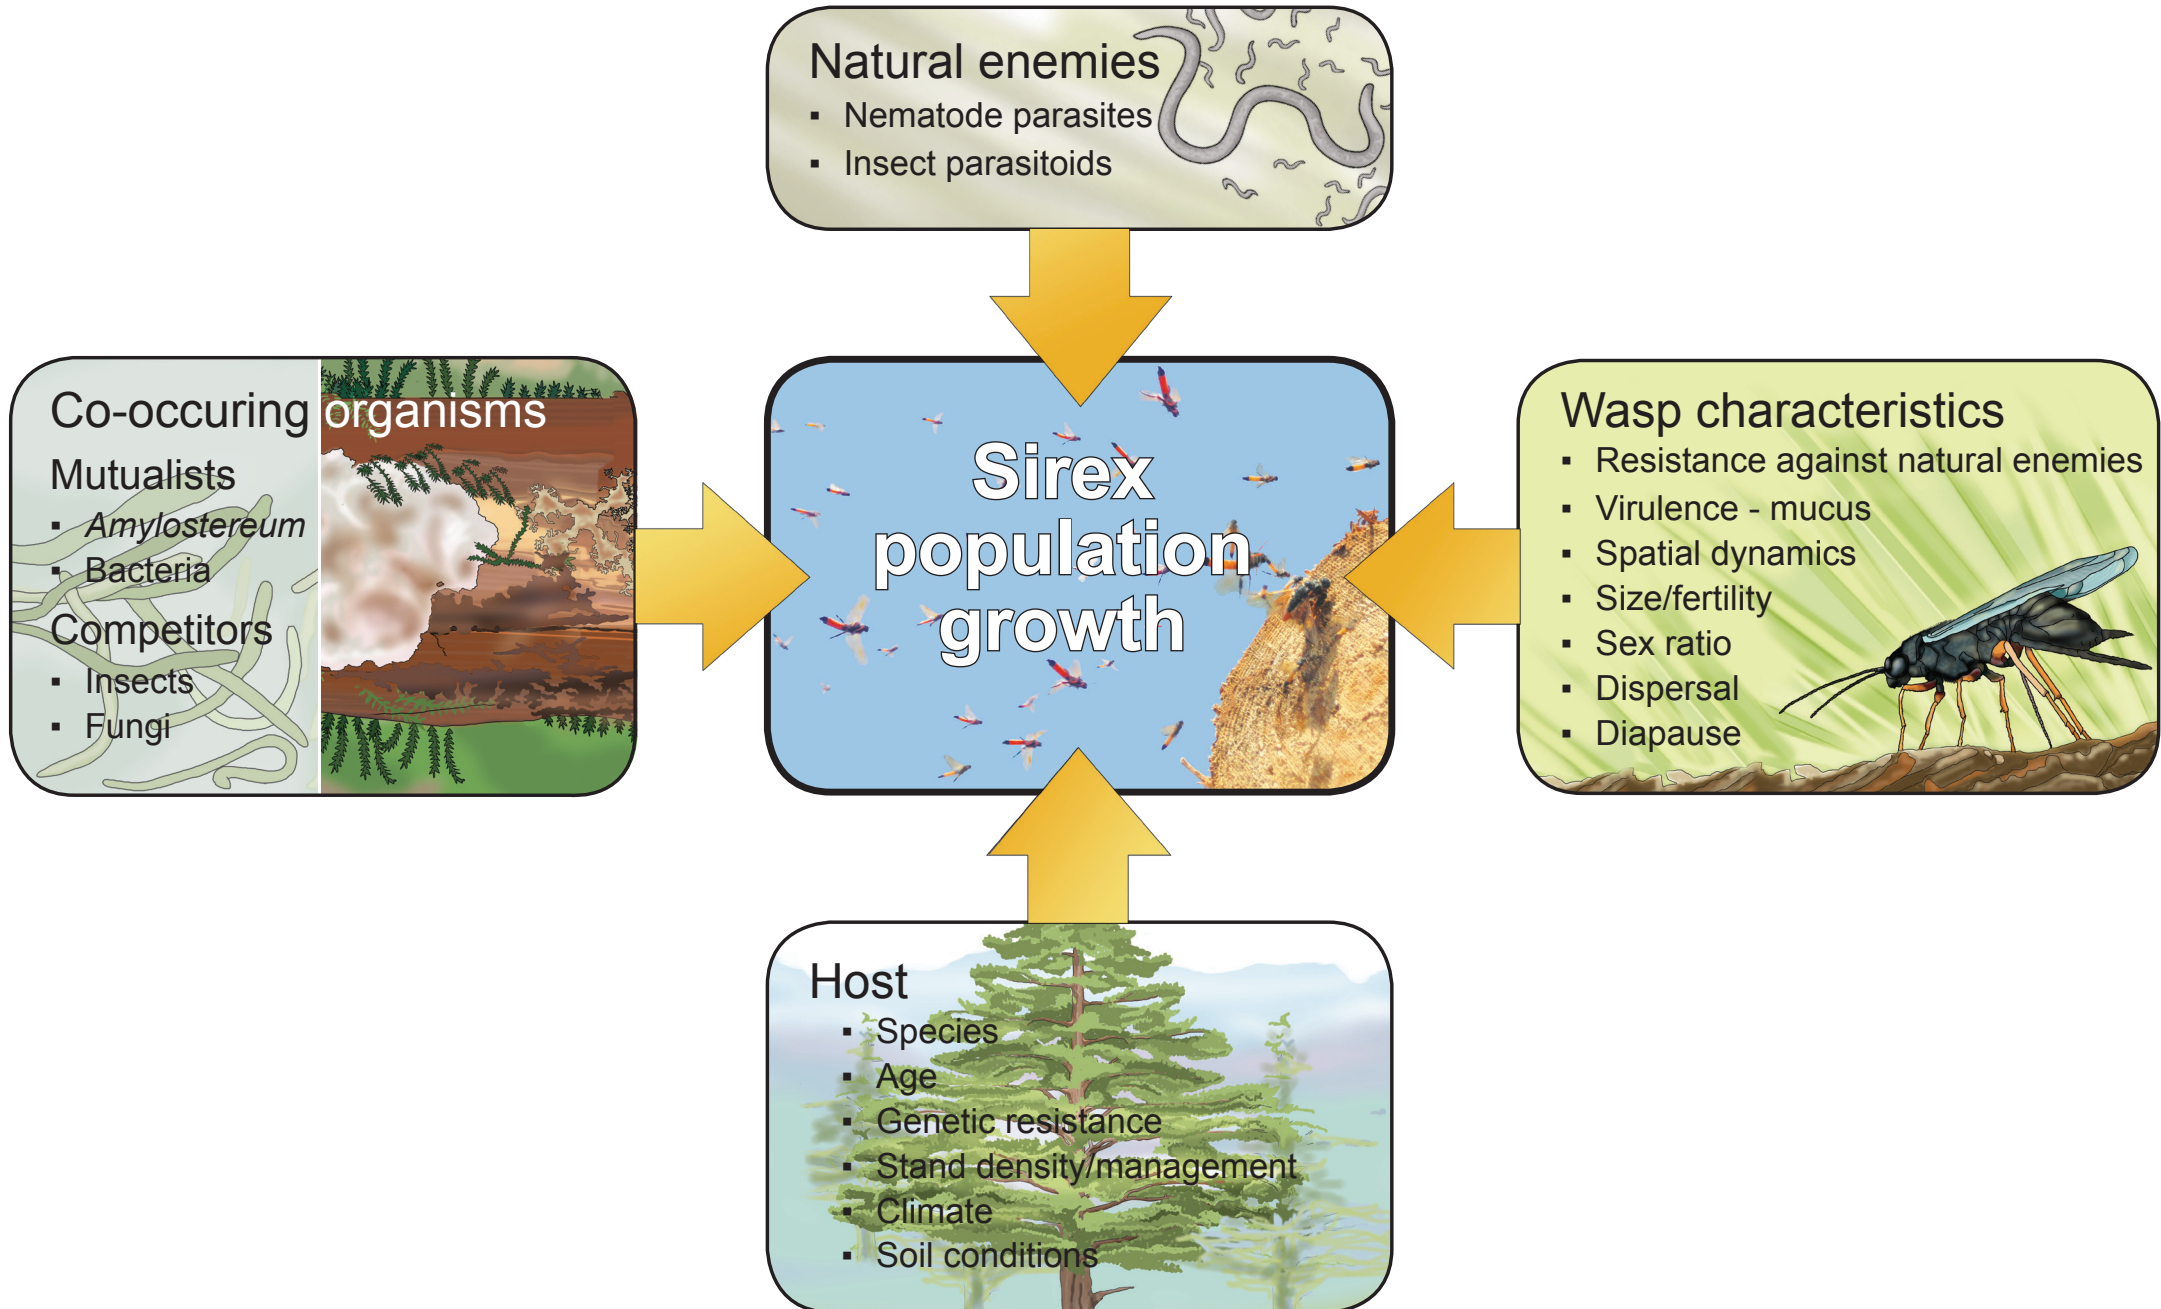 Natural enemies
▪ Nematode parasites
▪ Insect parasitoids
Co-occuring organisms
Mutualists
▪ Amylostereum
▪ Bacteria
Competitors
▪ Insects
▪ Fungi
Sirex
population
growth
Wasp characteristics
▪ Resistance against natural enemies
▪ Virulence - mucus
▪ Spatial dynamics
▪ Size/fertility
▪ Sex ratio
▪ Dispersal
▪ Diapause
Host
▪ Species
▪ Age
▪ Genetic resistance
▪ Stand density/management
▪ Climate
▪ Soil conditions